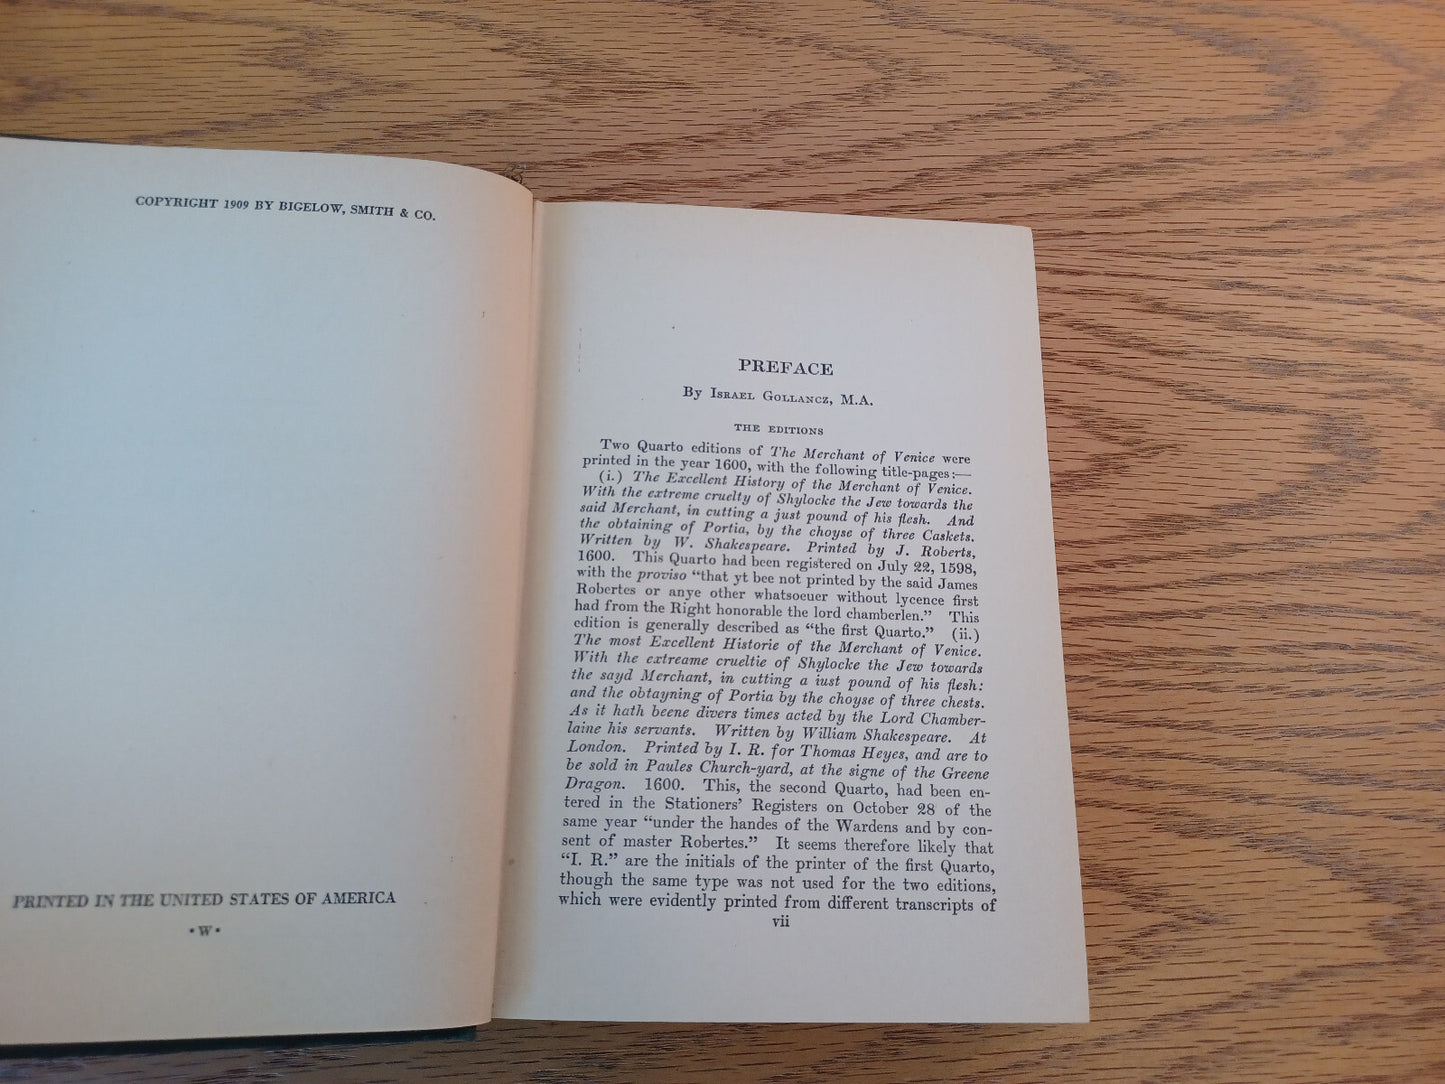 COPYRIGHT 1909 BY BIGELOW, SMITH & CO.
PRINTED IN THE UNITED STATES OF AMERICA
·W·
PREFACE
By Israel Gollancz, M.A.
THE EDITIONS
Two Quarto editions of The Merchant of Venice were
printed in the year 1600, with the following title-pages:—
(i.) The Excellent History of the Merchant of Venice.
With the extreme cruelty of Shylocke the Jew towards the
said Merchant, in cutting a just pound of his flesh. And
the obtaining of Portia, by the choyse of three Caskets.
Written by W. Shakespeare. Printed by J. Roberts,
1600. This Quarto had been registered on July 22, 1598,
with the proviso "that yt bee not printed by the said James
Robertes or anye other whatsoeuer without lycence first
had from the Right honorable the lord chamberlen." This
edition is generally described as "the first Quarto." (ii.)
The most Excellent Historie of the Merchant of Venice.
With the extreame crueltie of Shylocke the Jew towards
the sayd Merchant, in cutting a iust pound of his flesh:
and the obtayning of Portia by the choyse of three chests.
As it hath beene divers times acted by the Lord Chamber-
laine his servants. Written by William Shakespeare. At
London. Printed by I. R. for Thomas Heyes, and are to
be sold in Paules Church-yard, at the signe of the Greene
Dragon. 1600. This, the second Quarto, had been en-
tered in the Stationers' Registers on October 28 of the
same year "under the handes of the Wardens and by con-
sent of master Robertes." It seems therefore likely that
"I. R." are the initials of the printer of the first Quarto,
though the same type was not used for the two editions,
which were evidently printed from different transcripts of
vii